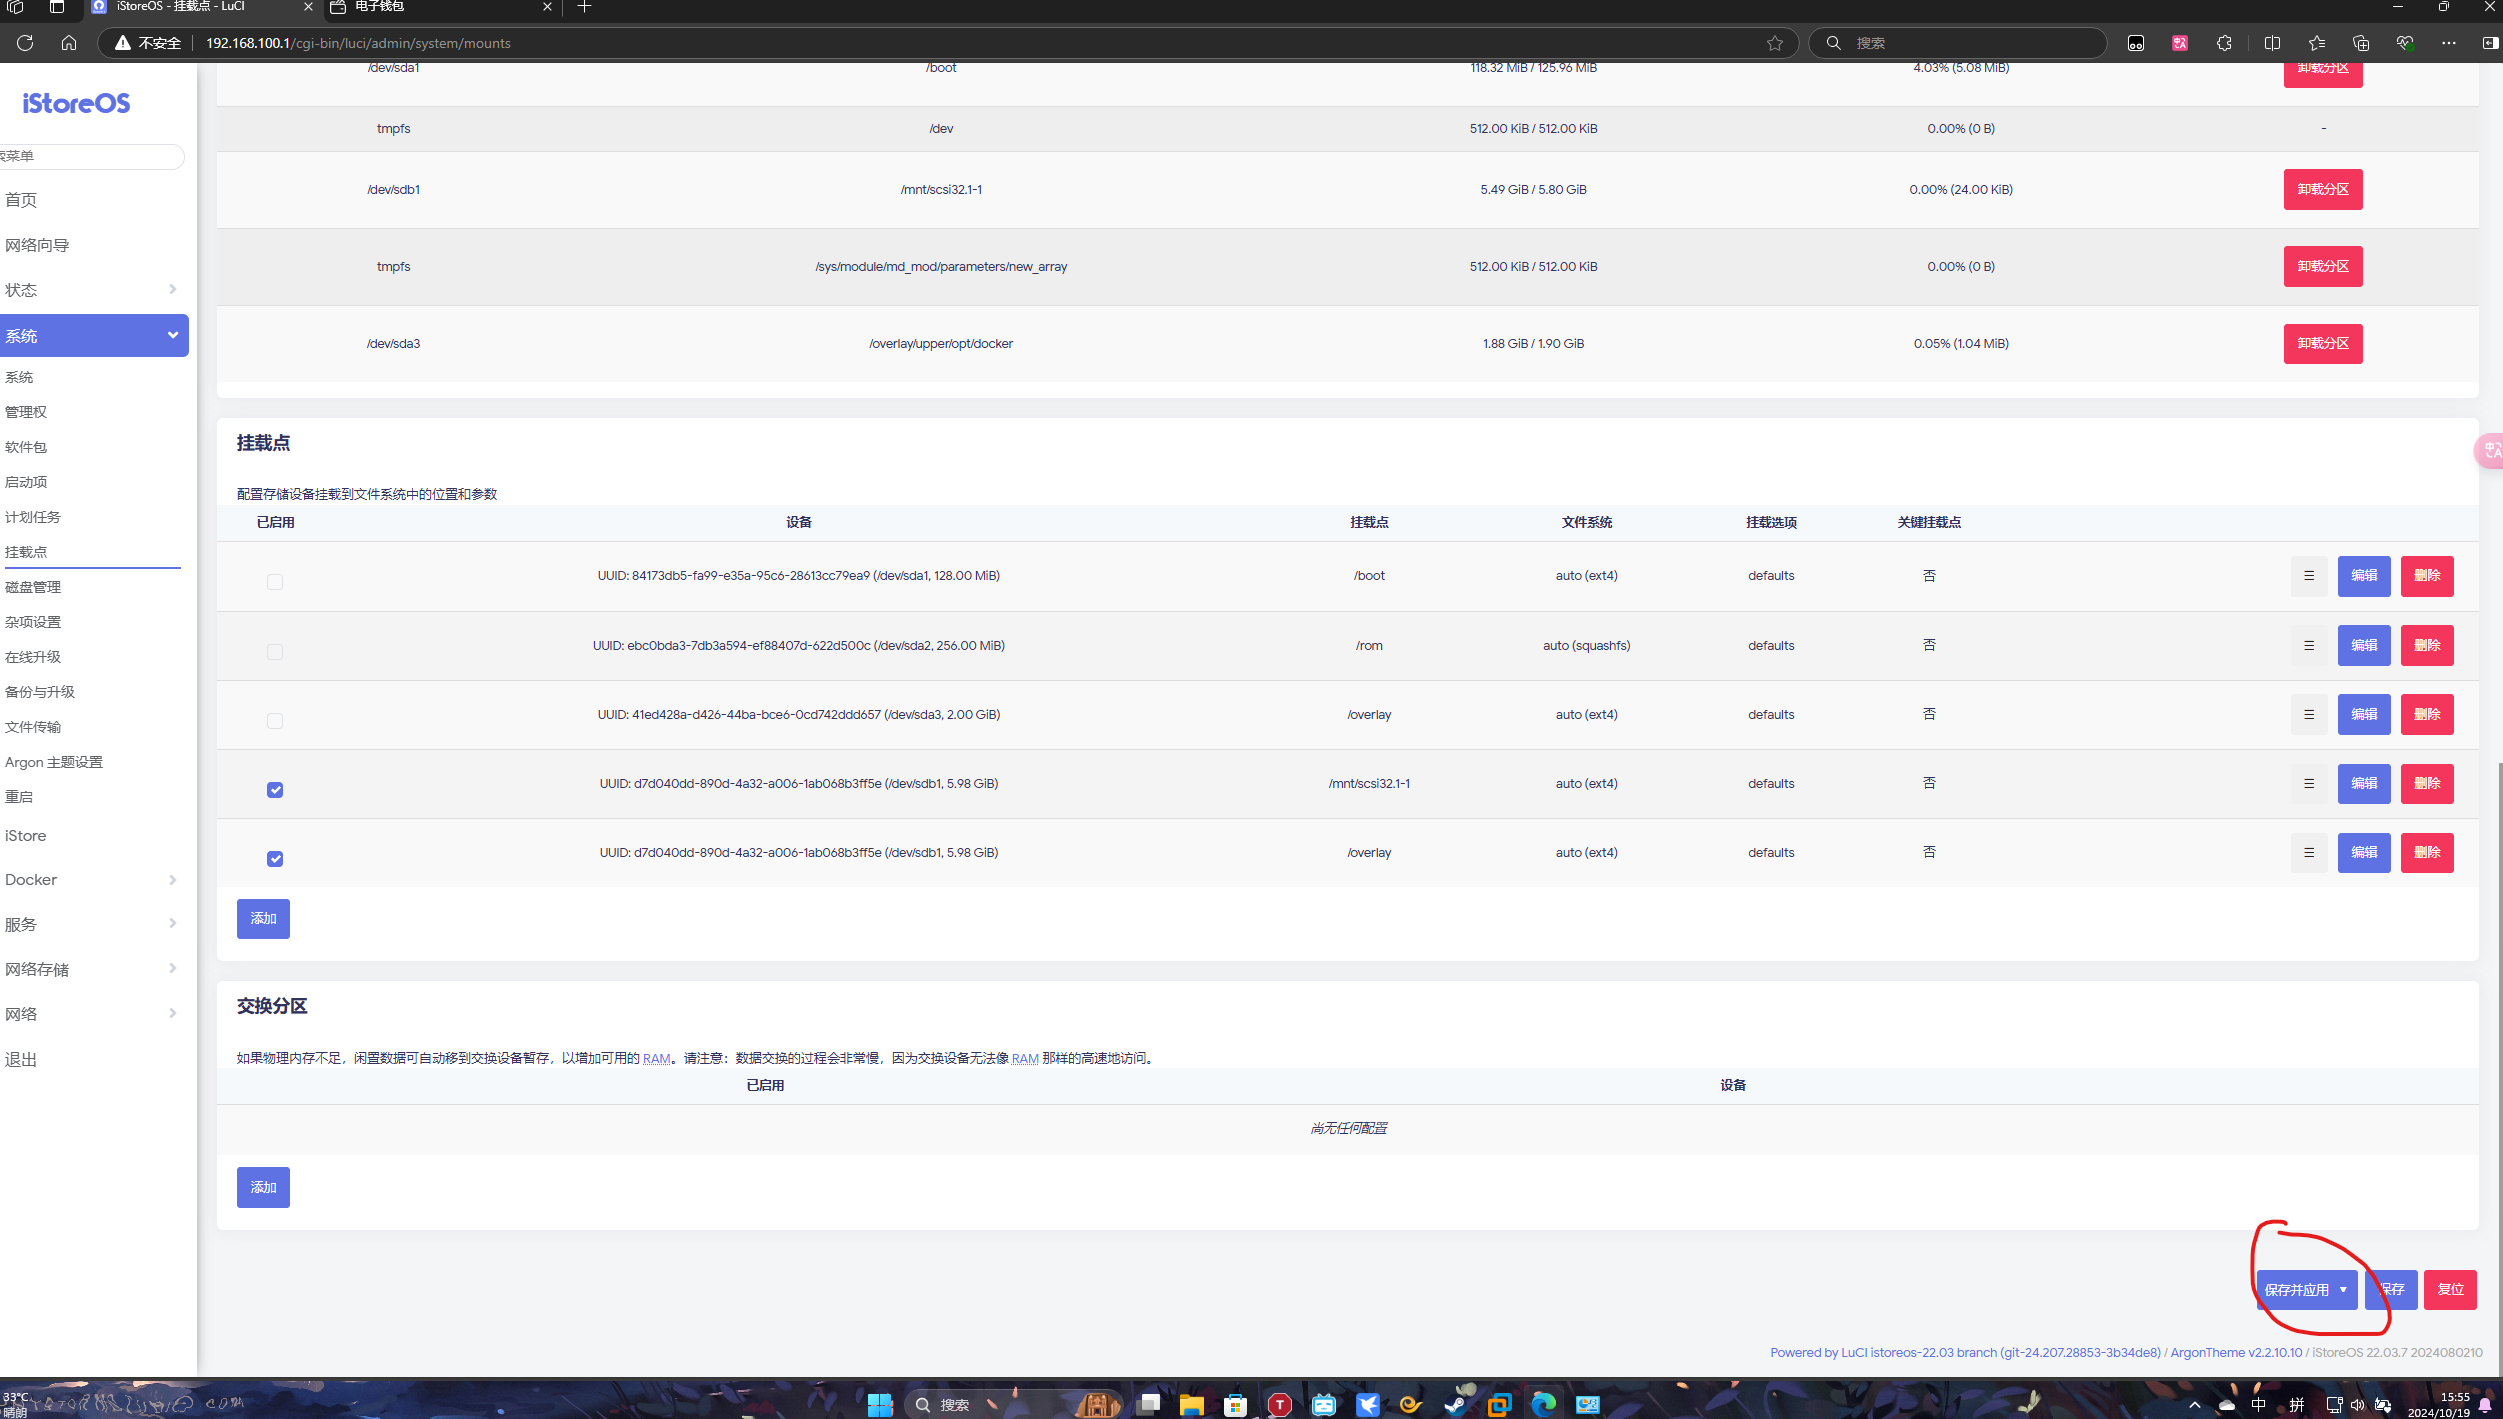 iStoreOS - 挂载点 - LuCI
电子钱包
不安全
192.168.100.1/cgi-bin/luci/admin/system/mounts
搜索
iStoreOS
索菜单
首页
网络向导
状态
系统
系统
管理权
软件包
启动项
计划任务
挂载点
磁盘管理
杂项设置
在线升级
备份与升级
文件传输
Argon 主题设置
重启
iStore
Docker
服务
网络存储
网络
退出
/dev/sda1 /boot 118.32 MiB / 125.96 MiB 4.03% (5.08 MiB) 卸载分区
tmpfs /dev 512.00 KiB / 512.00 KiB 0.00% (0 B) -
/dev/sdb1 /mnt/scsi32.1-1 5.49 GiB / 5.80 GiB 0.00% (24.00 KiB) 卸载分区
tmpfs /sys/module/md_mod/parameters/new_array 512.00 KiB / 512.00 KiB 0.00% (0 B) 卸载分区
/dev/sda3 /overlay/upper/opt/docker 1.88 GiB / 1.90 GiB 0.05% (1.04 MiB) 卸载分区
挂载点
配置存储设备挂载到文件系统中的位置和参数
已启用 设备 挂载点 文件系统 挂载选项 关键挂载点
UUID: 84173db5-fa99-e35a-95c6-28613cc79ea9 (/dev/sda1, 128.00 MiB) /boot auto (ext4) defaults 否 ☰ 编辑 删除
UUID: ebc0bda3-7db3a594-ef88407d-622d500c (/dev/sda2, 256.00 MiB) /rom auto (squashfs) defaults 否 ☰ 编辑 删除
UUID: 41ed428a-d426-44ba-bce6-0cd742ddd657 (/dev/sda3, 2.00 GiB) /overlay auto (ext4) defaults 否 ☰ 编辑 删除
UUID: d7d040dd-890d-4a32-a006-1ab068b3ff5e (/dev/sdb1, 5.98 GiB) /mnt/scsi32.1-1 auto (ext4) defaults 否 ☰ 编辑 删除
UUID: d7d040dd-890d-4a32-a006-1ab068b3ff5e (/dev/sdb1, 5.98 GiB) /overlay auto (ext4) defaults 否 ☰ 编辑 删除
添加
交换分区
如果物理内存不足，闲置数据可自动移到交换设备暂存，以增加可用的 RAM。请注意：数据交换的过程会非常慢，因为交换设备无法像 RAM 那样的高速地访问。
已启用 设备
尚无任何配置
添加
保存并应用 ▼ 保存 复位
Powered by LuCI istoreos-22.03 branch (git-24.207.28853-3b34de8) / ArgonTheme v2.2.10.10 / iStoreOS 22.03.7 2024080210
33°C
晴朗
搜索
中
拼
15:55
2024/10/19